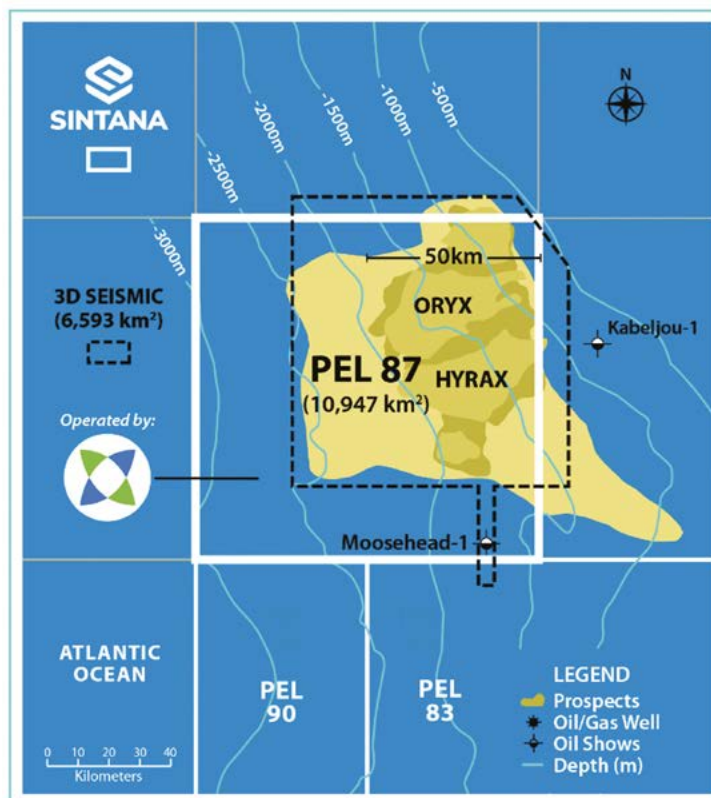 SINTANA
N
-500m
-1000m
-1500m
-2000m
-2500m
-3000m
3D SEISMIC
(6,593 km²)
Operated by:
50km
ORYX
HYRAX
PEL 87
(10,947 km²)
Kabeljou-1
Moosehead-1
ATLANTIC
OCEAN
0 10 20 30 40
Kilometers
PEL
90
PEL
83
LEGEND
Prospects
Oil/Gas Well
Oil Shows
Depth (m)